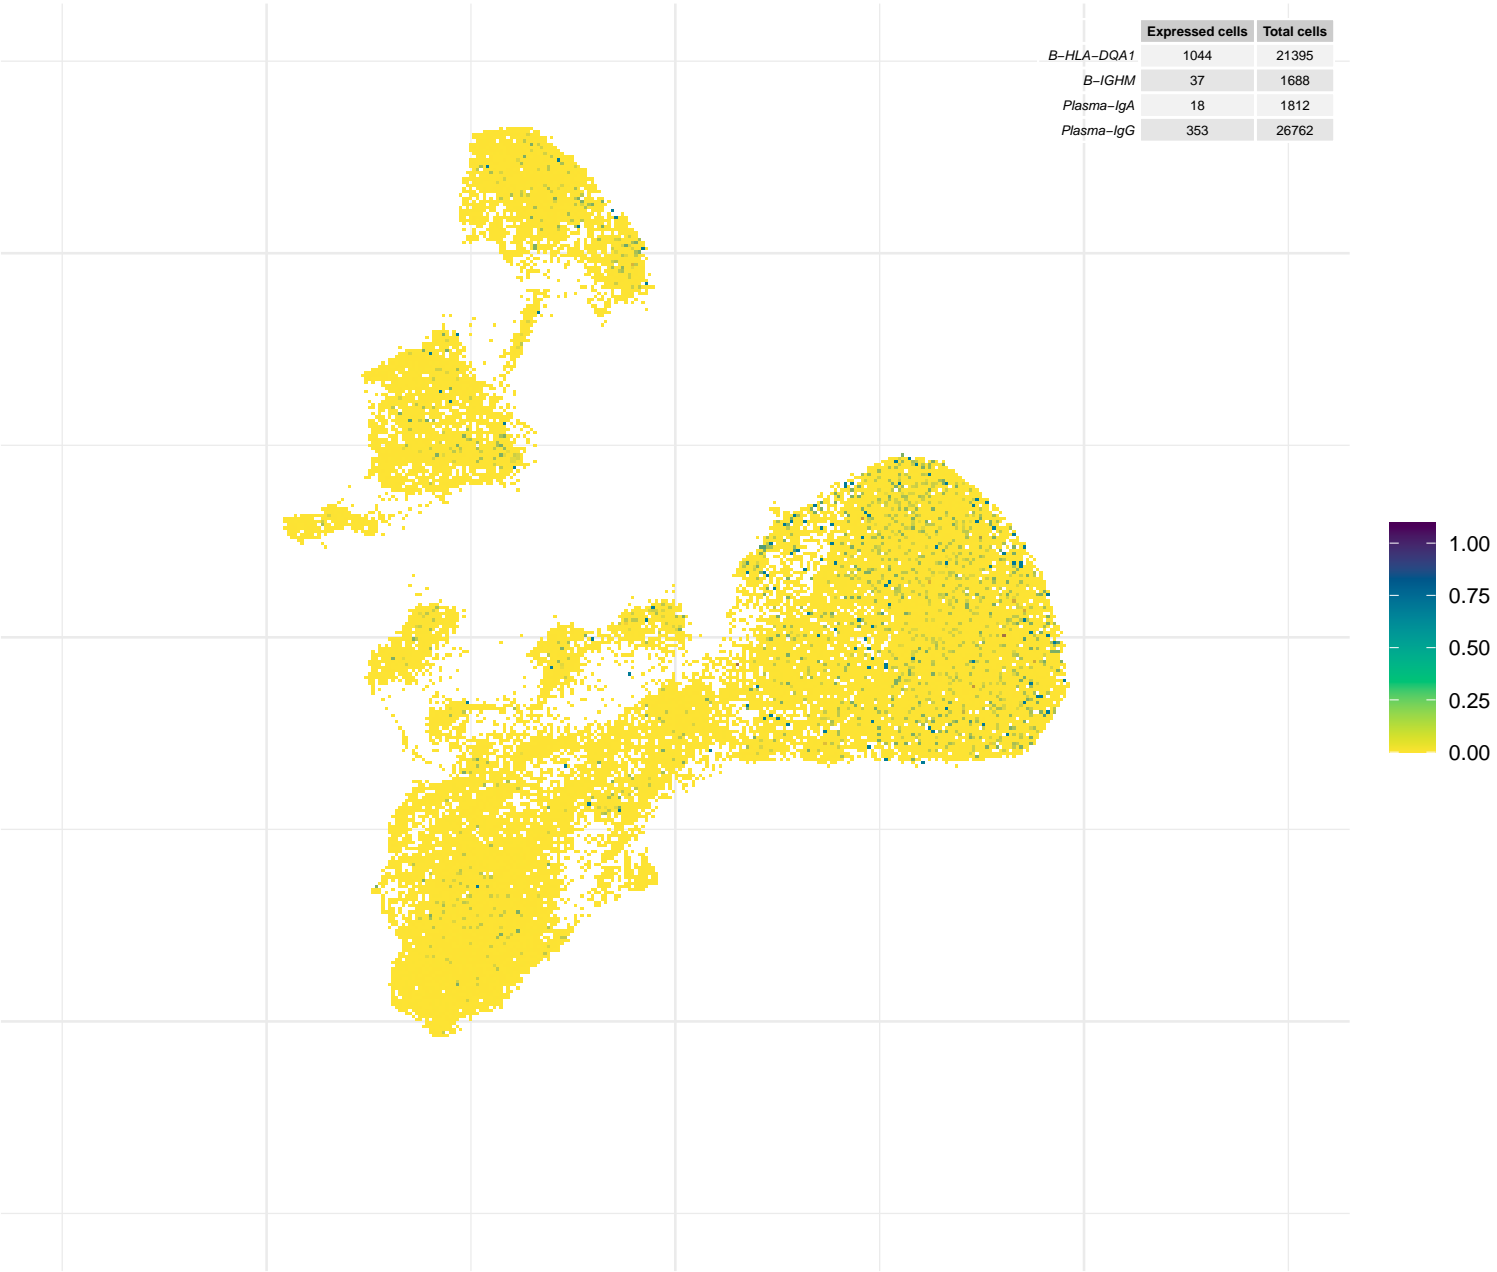 Expressed cells Total cells
B−HLA−DQA1 1044 21395
B−IGHM 37 1688
Plasma−IgA 18 1812
Plasma−IgG 353 26762
1.00
0.75
0.50
0.25
0.00